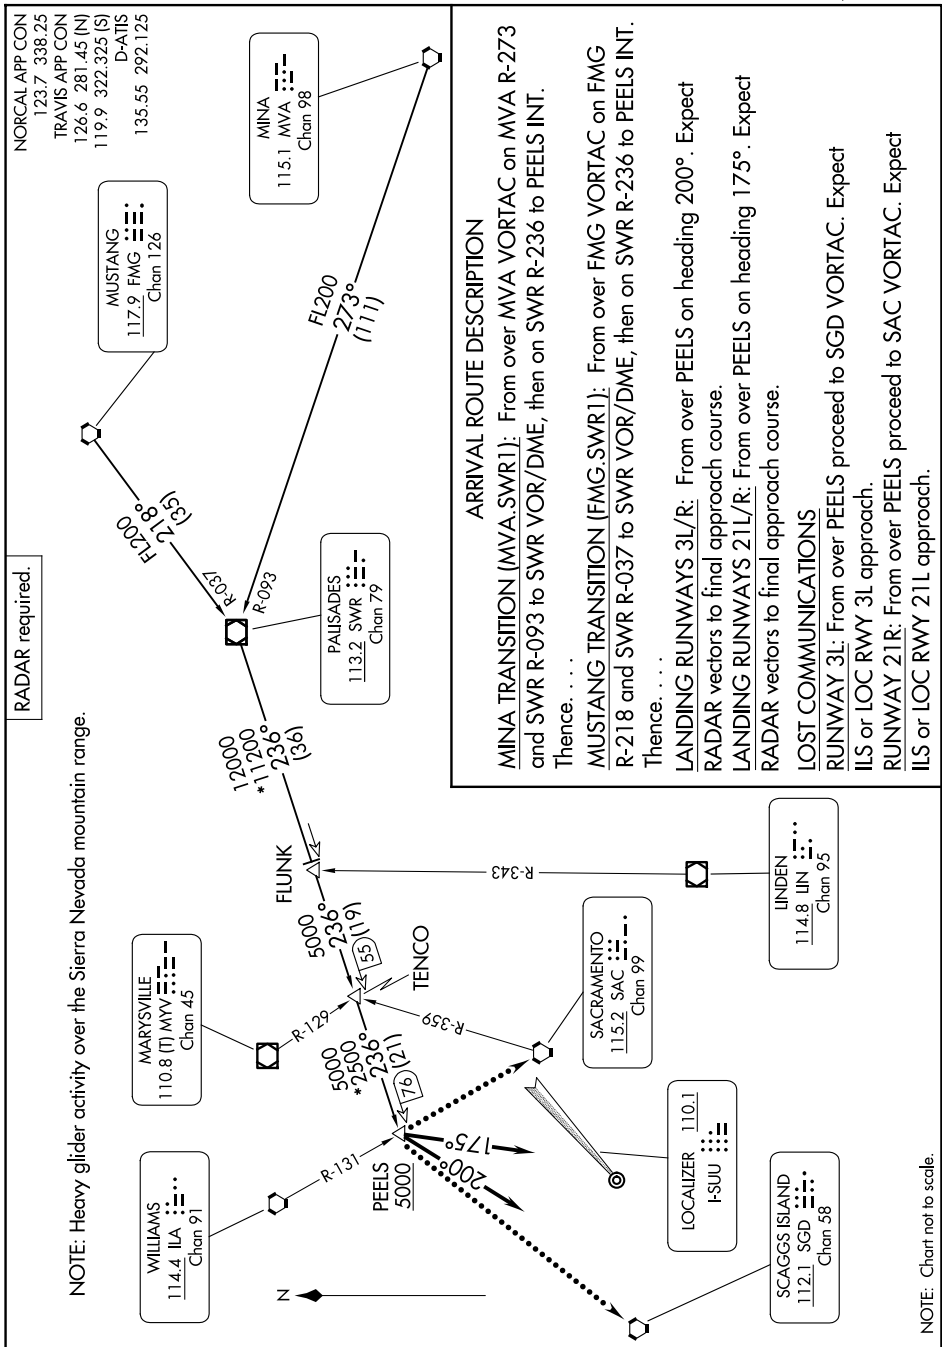 NORCAL APP CON
123.7 338.25
TRAVIS APP CON
126.6 281.45 (N)
119.9 322.325 (S)
D-ATIS
135.55 292.125
RADAR required.
NOTE: Heavy glider activity over the Sierra Nevada mountain range.
MUSTANG
117.9 FMG
Chan 126
MINA
115.1 MVA
Chan 98
FL200
218°
(35)
FL200
273°
(111)
R-037
R-093
PALISADES
113.2 SWR
Chan 79
12000
*11200
236°
(36)
FLUNK
R-343
LINDEN
114.8 LIN
Chan 95
5000
236°
(19)
55
TENCO
MARYSVILLE
110.8 (T) MYV
Chan 45
R-129
R-359
SACRAMENTO
115.2 SAC
Chan 99
5000
*2500
236°
(21)
76
WILLIAMS
114.4 ILA
Chan 91
R-131
PEELS
5000
175°
200°
LOCALIZER 110.1
I-SUU
SCAGGS ISLAND
112.1 SGD
Chan 58
N
NOTE: Chart not to scale.
ARRIVAL ROUTE DESCRIPTION
MINA TRANSITION (MVA.SWR1): From over MVA VORTAC on MVA R-273
and SWR R-093 to SWR VOR/DME, then on SWR R-236 to PEELS INT.
Thence. . . .
MUSTANG TRANSITION (FMG.SWR1): From over FMG VORTAC on FMG
R-218 and SWR R-037 to SWR VOR/DME, then on SWR R-236 to PEELS INT.
Thence. . . .
LANDING RUNWAYS 3L/R: From over PEELS on heading 200°. Expect
RADAR vectors to final approach course.
LANDING RUNWAYS 21L/R: From over PEELS on heading 175°. Expect
RADAR vectors to final approach course.
LOST COMMUNICATIONS
RUNWAY 3L: From over PEELS proceed to SGD VORTAC. Expect
ILS or LOC RWY 3L approach.
RUNWAY 21R: From over PEELS proceed to SAC VORTAC. Expect
ILS or LOC RWY 21L approach.